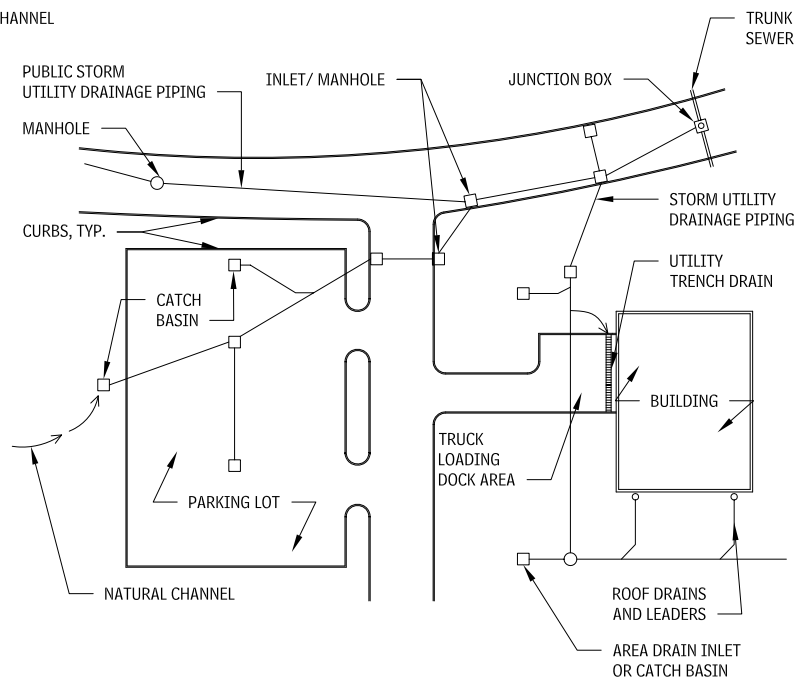 HANNEL
TRUNK
SEWER
PUBLIC STORM
UTILITY DRAINAGE PIPING
INLET/ MANHOLE
JUNCTION BOX
MANHOLE
STORM UTILITY
DRAINAGE PIPING
CURBS, TYP.
UTILITY
TRENCH DRAIN
CATCH
BASIN
BUILDING
TRUCK
LOADING
DOCK AREA
PARKING LOT
NATURAL CHANNEL
ROOF DRAINS
AND LEADERS
AREA DRAIN INLET
OR CATCH BASIN